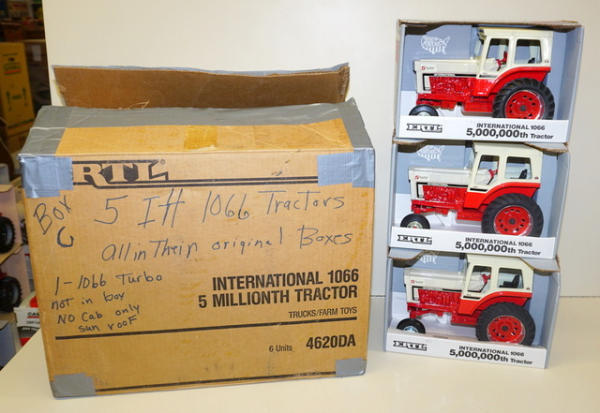 RTL
Box
C
5 IH 1066 Tractors
all in Their original Boxes
1-1066 Turbo
not in box
NO Cab only
sun roof
INTERNATIONAL 1066
5 MILLIONTH TRACTOR
TRUCKS/FARM TOYS
6 Units 4620DA
INTERNATIONAL
ERTL INTERNATIONAL 1066
5,000,000th Tractor
ERTL INTERNATIONAL 1066
5,000,000th Tractor
ERTL INTERNATIONAL 1066
5,000,000th Tractor